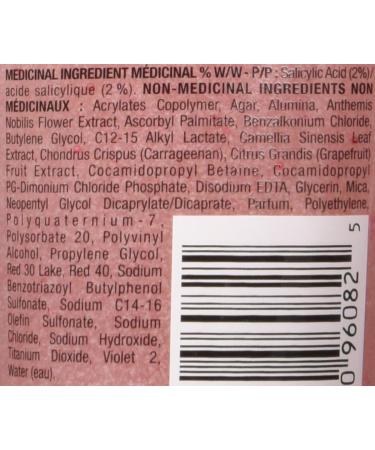 MEDICINAL INGREDIENT MÉDICINAL % W/W - P/P : Salicylic Acid (2%)/
acide salicylique (2 %). NON-MEDICINAL INGREDIENTS NON
MÉDICINAUX : Acrylates Copolymer, Agar, Alumina, Anthemis
Nobilis Flower Extract, Ascorbyl Palmitate, Benzalkonium Chloride,
Butylene Glycol, C12-15 Alkyl Lactate, Camellia Sinensis Leaf
Extract, Chondrus Crispus (Carrageenan), Citrus Grandis (Grapefruit)
Fruit Extract, Cocamidopropyl Betaine, Cocamidopropyl
PG-Dimonium Chloride Phosphate, Disodium EDTA, Glycerin, Mica,
Neopentyl Glycol Dicaprylate/Dicaprate, Parfum, Polyethylene,
Polyquaternium-7,
Polysorbate 20, Polyvinyl
Alcohol, Propylene Glycol,
Red 30 Lake, Red 40, Sodium
Benzotriazolyl Butylphenol
Sulfonate, Sodium C14-16
Olefin Sulfonate, Sodium
Chloride, Sodium Hydroxide,
Titanium Dioxide, Violet 2,
Water (eau).
0 96082
5